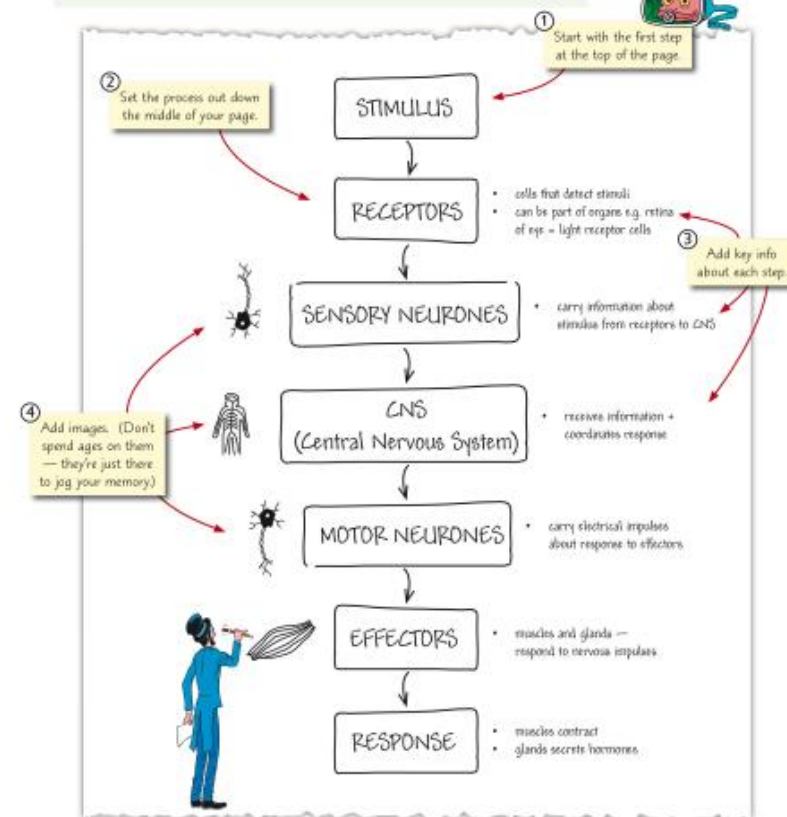 ①
Start with the first step
at the top of the page.
②
Set the process out down
the middle of your page.
STIMULUS
RECEPTORS
• cells that detect stimuli
• can be part of organs e.g. retina
of eye = light receptor cells
③
Add key info
about each step.
SENSORY NEURONES
• carry information about
stimulus from receptors to CNS
④
Add images. (Don't
spend ages on them
— they're just there
to jog your memory.)
CNS
(Central Nervous System)
• receives information +
coordinates response
MOTOR NEURONES
• carry electrical impulses
about response to effectors
EFFECTORS
• muscles and glands —
respond to nervous impulses
RESPONSE
• muscles contract
• glands secrete hormones